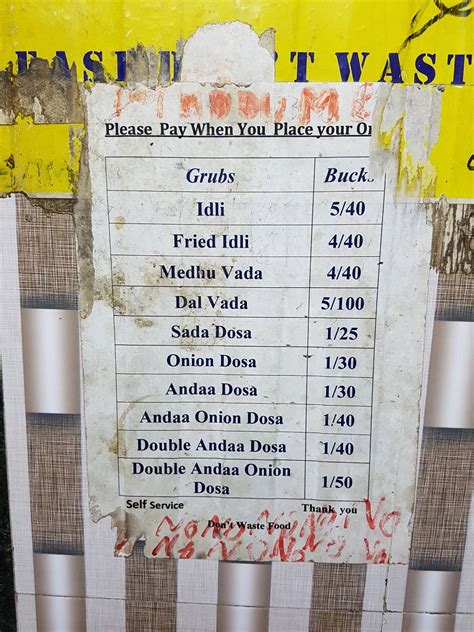 WAST
Please Pay When You Place your
Grubs Buck
Idli 5/40
Fried Idli 4/40
Medhu Vada 4/40
Dal Vada 5/100
Sada Dosa 1/25
Onion Dosa 1/30
Andaa Dosa 1/30
Andaa Onion Dosa 1/40
Double Andaa Dosa 1/40
Double Andaa Onion
Dosa 1/50
Self Service Thank you
Don't Waste Food